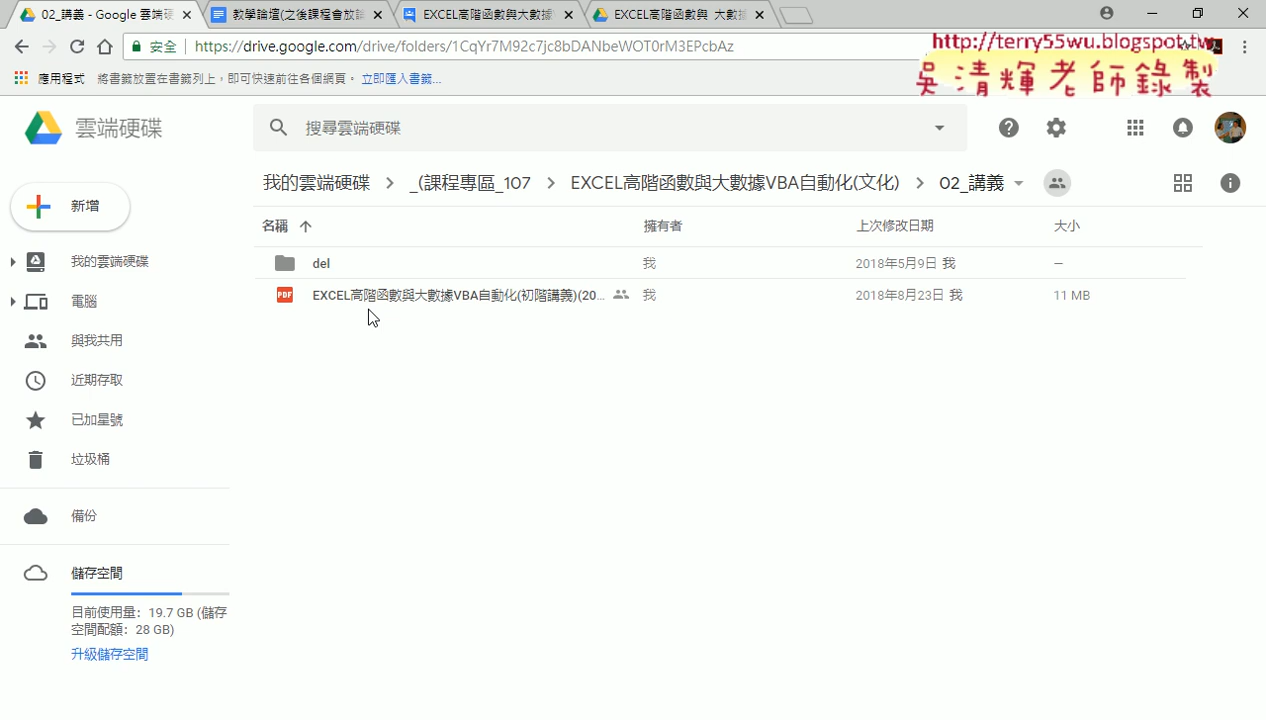 02_講義 - Google 雲端硬
教學論壇(之後課程會放論
EXCEL高階函數與大數據
EXCEL高階函數與_大數據
安全
https://drive.google.com/drive/folders/1CqYr7M92c7jc8bDANbeWOT0rM3EPcbAz
http://terry55wu.blogspot.tw
應用程式
將書籤放置在書籤列上，即可快速前往各個網頁。
立即匯入書籤...
吳清輝老師錄製
雲端硬碟
搜尋雲端硬碟
新增
我的雲端硬碟
_(課程專區_107
EXCEL高階函數與大數據VBA自動化(文化)
02_講義
名稱
擁有者
上次修改日期
大小
del
我
2018年5月9日 我
–
PDF
EXCEL高階函數與大數據VBA自動化(初階講義)(20...
我
2018年8月23日 我
11 MB
我的雲端硬碟
電腦
與我共用
近期存取
已加星號
垃圾桶
備份
儲存空間
目前使用量：19.7 GB (儲存
空間配額：28 GB)
升級儲存空間